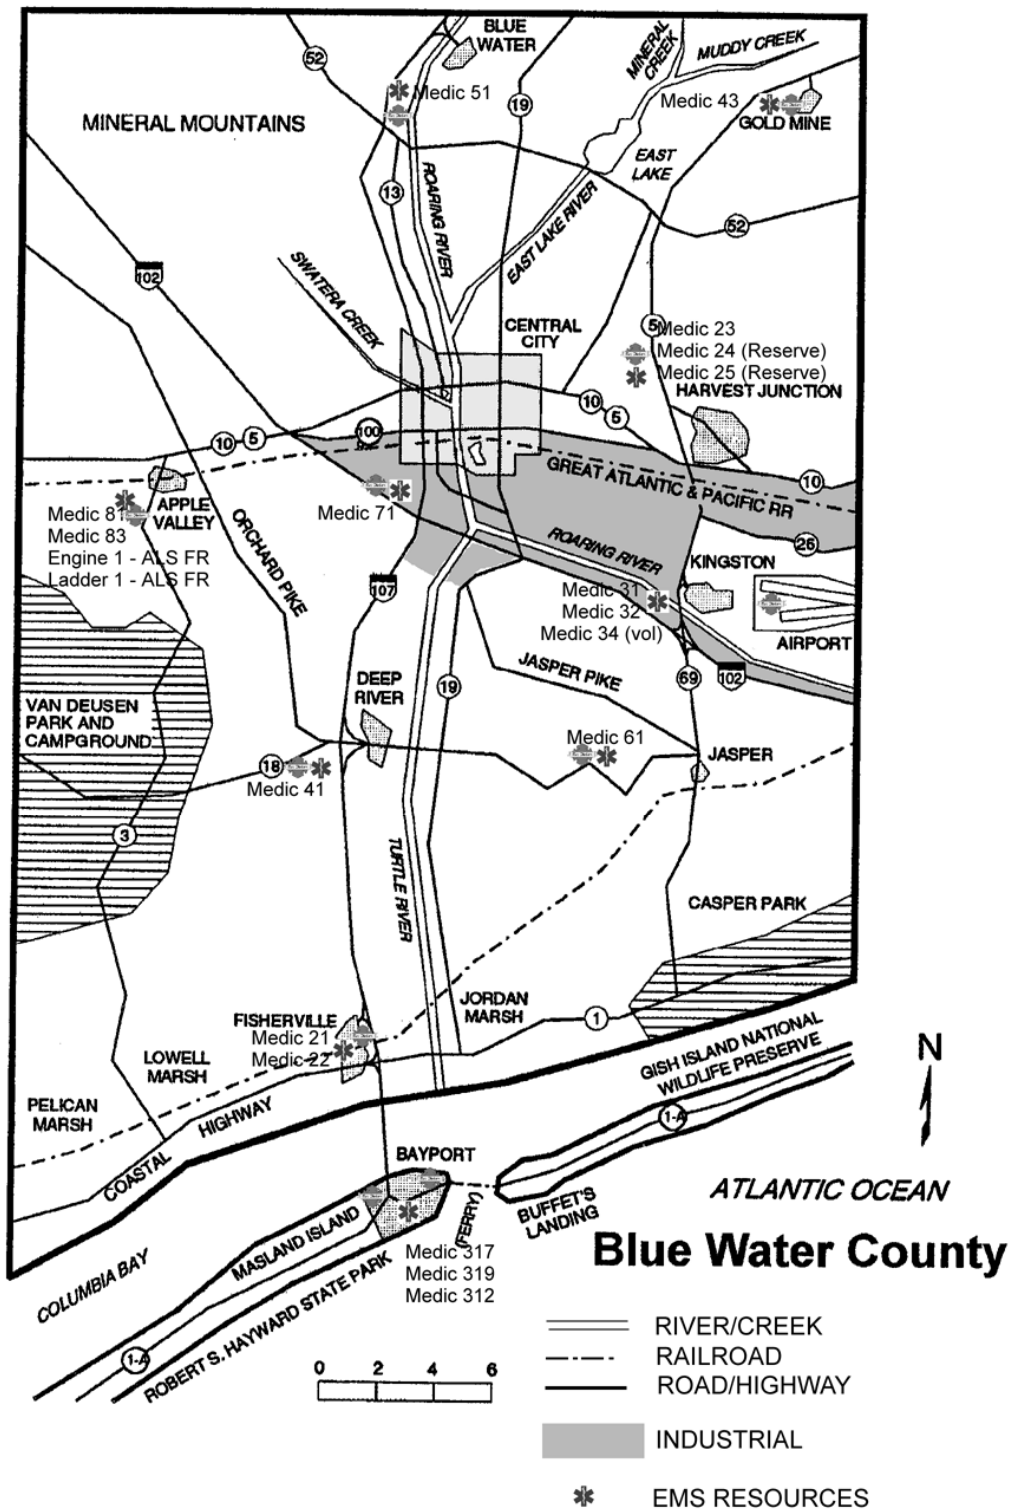 BLUE
WATER
52
Medic 51
19
MINERAL
CREEK
MUDDY CREEK
Medic 43
GOLD MINE
MINERAL MOUNTAINS
EAST
LAKE
13
ROARING RIVER
EAST LAKE RIVER
52
102
SWATERA CREEK
CENTRAL
CITY
5
Medic 23
Medic 24 (Reserve)
Medic 25 (Reserve)
HARVEST JUNCTION
10
5
10
5
100
GREAT ATLANTIC & PACIFIC RR
10
26
APPLE
VALLEY
Medic 81
Medic 83
Engine 1 - ALS FR
Ladder 1 - ALS FR
ORCHARD PIKE
Medic 71
ROARING RIVER
KINGSTON
107
Medic 31
Medic 32
Medic 34 (vol)
AIRPORT
JASPER PIKE
69
102
DEEP
RIVER
19
VAN DEUSEN
PARK AND
CAMPGROUND
Medic 61
JASPER
18
Medic 41
3
TURTLE RIVER
CASPER PARK
JORDAN
MARSH
1
FISHERVILLE
Medic 21
Medic 22
LOWELL
MARSH
PELICAN
MARSH
COASTAL
HIGHWAY
GISH ISLAND NATIONAL
WILDLIFE PRESERVE
1-A
N
BAYPORT
(FERRY)
BUFFET'S
LANDING
ATLANTIC OCEAN
MASLAND ISLAND
COLUMBIA BAY
Medic 317
Medic 319
Medic 312
ROBERT S. HAYWARD STATE PARK
1-A
Blue Water County
0 2 4 6
RIVER/CREEK
RAILROAD
ROAD/HIGHWAY
INDUSTRIAL
EMS RESOURCES